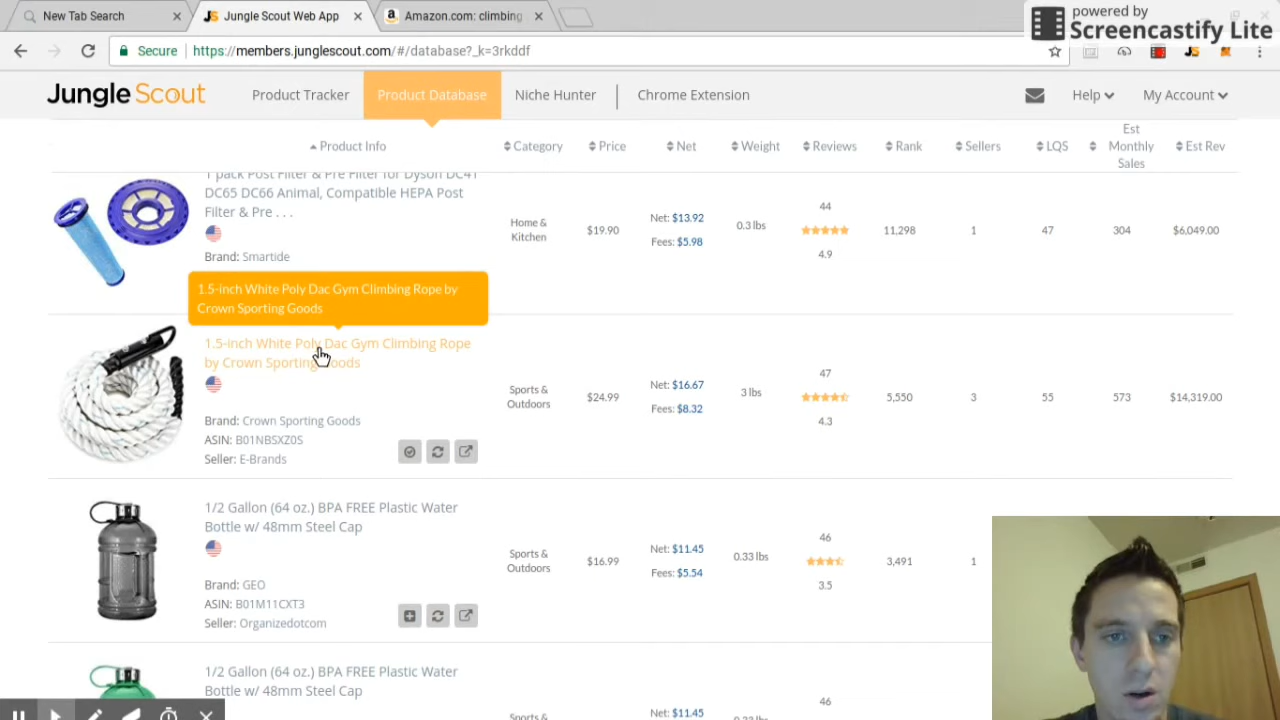 New Tab Search
Jungle Scout Web App
Amazon.com: climbing
powered by
Screencastify Lite
Secure
https://members.junglescout.com/#/database?_k=3rkddf
Jungle Scout
Product Tracker
Product Database
Niche Hunter
Chrome Extension
Help
My Account
Product Info
Category
Price
Net
Weight
Reviews
Rank
Sellers
LQS
Est
Monthly
Sales
Est Rev
1 pack Post Filter & Pre Filter for Dyson DC41
DC65 DC66 Animal, Compatible HEPA Post
Filter & Pre . . .
Brand: Smartide
Home &
Kitchen
$19.90
Net: $13.92
Fees: $5.98
0.3 lbs
44
4.9
11,298
1
47
304
$6,049.00
1.5-inch White Poly Dac Gym Climbing Rope by
Crown Sporting Goods
1.5-inch White Poly Dac Gym Climbing Rope
by Crown Sporting Goods
Brand: Crown Sporting Goods
ASIN: B01NBSXZ0S
Seller: E-Brands
Sports &
Outdoors
$24.99
Net: $16.67
Fees: $8.32
3 lbs
47
4.3
5,550
3
55
573
$14,319.00
1/2 Gallon (64 oz.) BPA FREE Plastic Water
Bottle w/ 48mm Steel Cap
Brand: GEO
ASIN: B01M11CXT3
Seller: Organizedotcom
Sports &
Outdoors
$16.99
Net: $11.45
Fees: $5.54
0.33 lbs
46
3.5
3,491
1
1/2 Gallon (64 oz.) BPA FREE Plastic Water
Bottle w/ 48mm Steel Cap
Sports &
Net: $11.45
0.33 lbs
46